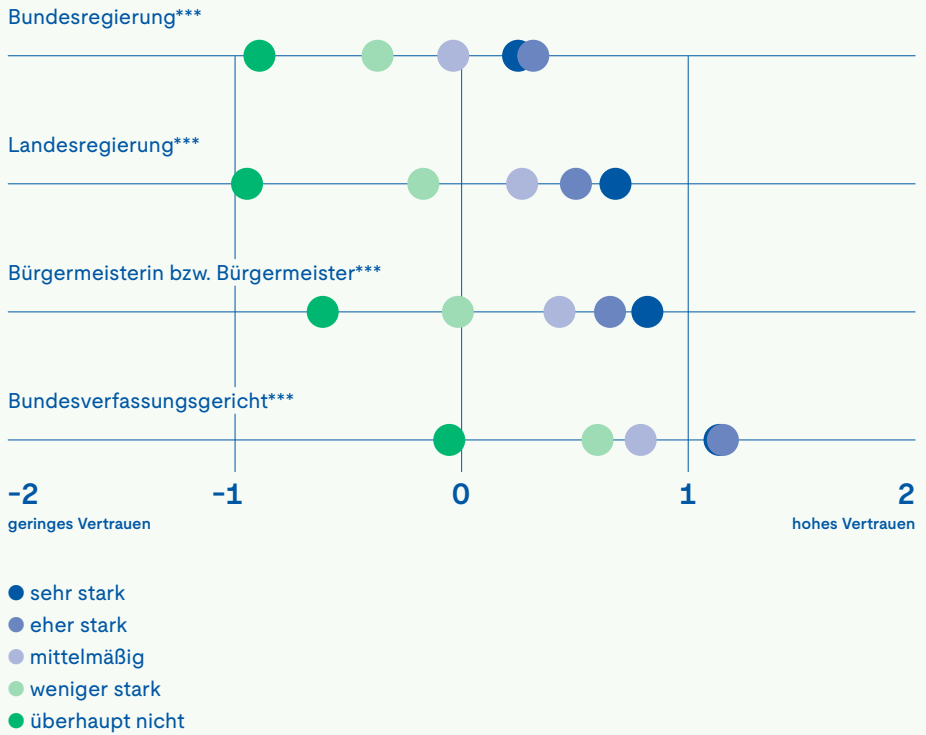 Bundesregierung***
Landesregierung***
Bürgermeisterin bzw. Bürgermeister***
Bundesverfassungsgericht***
-2 -1 0 1 2
geringes Vertrauen hohes Vertrauen
sehr stark
eher stark
mittelmäßig
weniger stark
überhaupt nicht